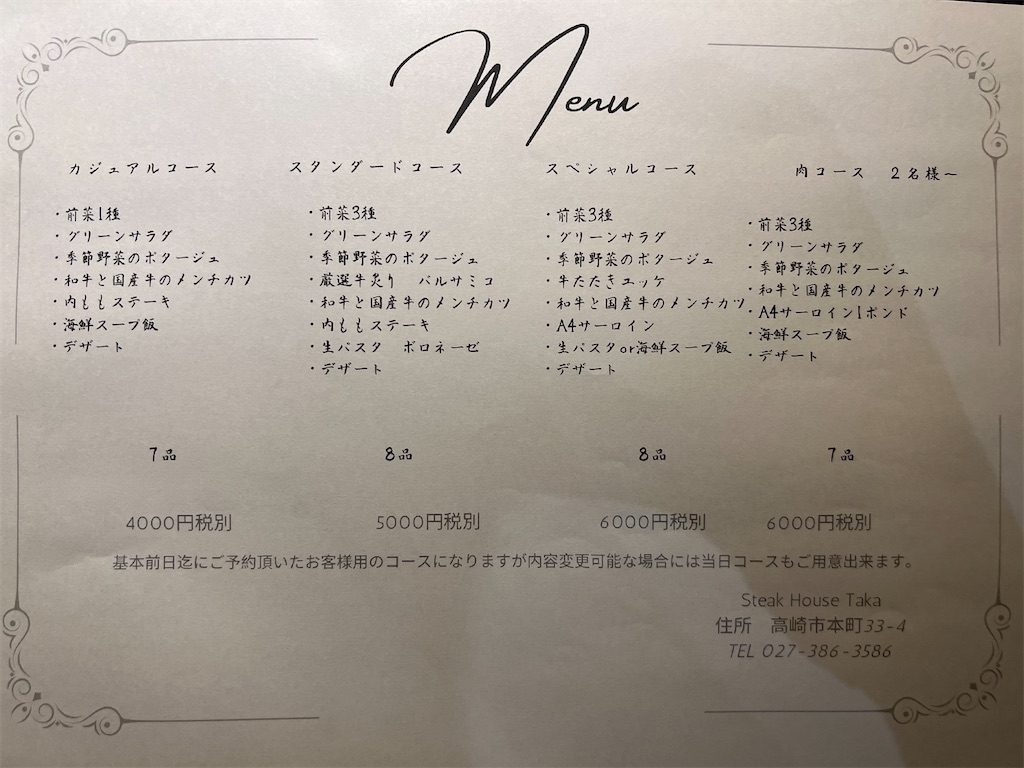 Menu
カジュアルコース
・前菜1種
・グリーンサラダ
・季節野菜のポタージュ
・和牛と国産牛のメンチカツ
・内ももステーキ
・海鮮スープ飯
・デザート
7品
4000円税別
スタンダードコース
・前菜3種
・グリーンサラダ
・季節野菜のポタージュ
・厳選牛炙り　バルサミコ
・和牛と国産牛のメンチカツ
・内ももステーキ
・生パスタ　ボロネーゼ
・デザート
8品
5000円税別
スペシャルコース
・前菜3種
・グリーンサラダ
・季節野菜のポタージュ
・牛たたきユッケ
・和牛と国産牛のメンチカツ
・A4サーロイン
・生パスタor海鮮スープ飯
・デザート
8品
6000円税別
肉コース　2名様～
・前菜3種
・グリーンサラダ
・季節野菜のポタージュ
・和牛と国産牛のメンチカツ
・A4サーロイン1ポンド
・海鮮スープ飯
・デザート
7品
6000円税別
基本前日迄にご予約頂いたお客様用のコースになりますが内容変更可能な場合には当日コースもご用意出来ます。
Steak House Taka
住所　高崎市本町33-4
TEL 027-386-3586